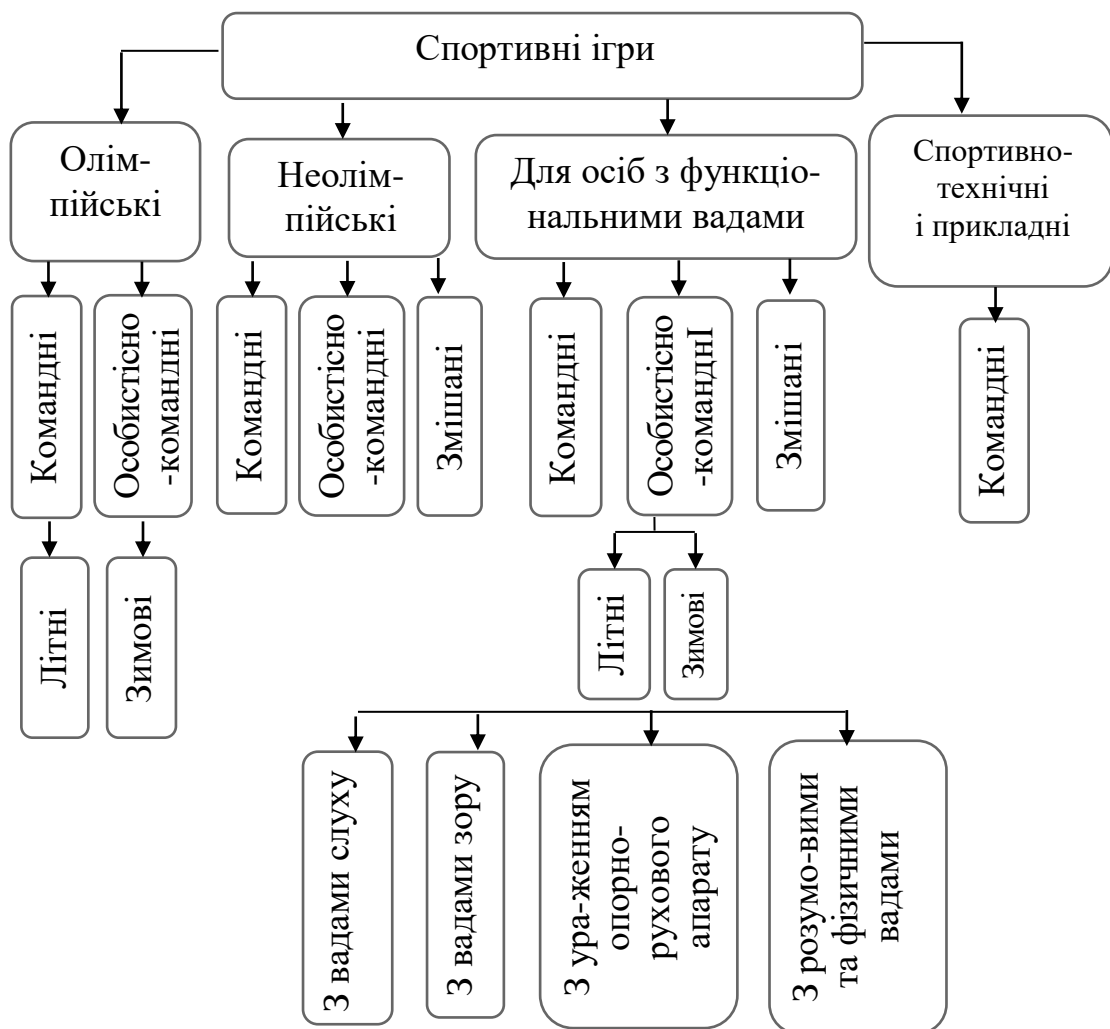 Спортивні ігри
Олім-
пійські
Неолім-
пійські
Для осіб з функціо-
нальними вадами
Спортивно-
технічні
і прикладні
Командні
Особистісно
-командні
Командні
Особистісно
-командні
Змішані
Командні
Особистісно
-команднІ
Змішані
Командні
Літні
Зимові
Літні
Зимові
З вадами слуху
З вадами зору
З ура-женням
опорно-
рухового
апарату
З розумо-вими
та фізичними
вадами